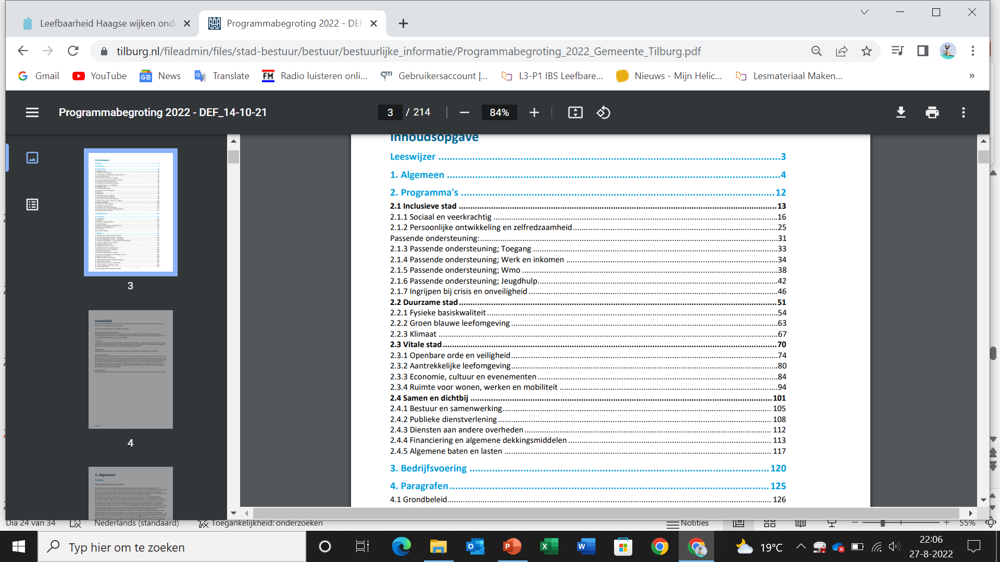 Leefbaarheid Haagse wijken onde
Programmabegroting 2022 - DEF
tilburg.nl/fileadmin/files/stad-bestuur/bestuur/bestuurlijke_informatie/Programmabegroting_2022_Gemeente_Tilburg.pdf
Gmail YouTube News Translate Radio luisteren onli... Gebruikersaccount |... L3-P1 IBS Leefbare... Nieuws - Mijn Helic... Lesmateriaal Maken... »
Programmabegroting 2022 - DEF_14-10-21
3 / 214
84%
Inhoudsopgave
Leeswijzer 3
1. Algemeen 4
2. Programma's 12
2.1 Inclusieve stad 13
2.1.1 Sociaal en veerkrachtig 16
2.1.2 Persoonlijke ontwikkeling en zelfredzaamheid 25
Passende ondersteuning: 31
2.1.3 Passende ondersteuning; Toegang 33
2.1.4 Passende ondersteuning; Werk en inkomen 34
2.1.5 Passende ondersteuning; Wmo 38
2.1.6 Passende ondersteuning; Jeugdhulp 42
2.1.7 Ingrijpen bij crisis en onveiligheid 46
2.2 Duurzame stad 51
2.2.1 Fysieke basiskwaliteit 54
2.2.2 Groen blauwe leefomgeving 63
2.2.3 Klimaat 67
2.3 Vitale stad 70
2.3.1 Openbare orde en veiligheid 74
2.3.2 Aantrekkelijke leefomgeving 80
2.3.3 Economie, cultuur en evenementen 84
2.3.4 Ruimte voor wonen, werken en mobiliteit 94
2.4 Samen en dichtbij 101
2.4.1 Bestuur en samenwerking 105
2.4.2 Publieke dienstverlening 108
2.4.3 Diensten aan andere overheden 112
2.4.4 Financiering en algemene dekkingsmiddelen 113
2.4.5 Algemene baten en lasten 117
3. Bedrijfsvoering 120
4. Paragrafen 125
4.1 Grondbeleid 126
3
Leeswijzer
4
1. Algemeen
Dia 24 van 34 Nederlands (standaard) Toegankelijkheid: onderzoeken Notities 55%
Typ hier om te zoeken
19°C
22:06
27-8-2022